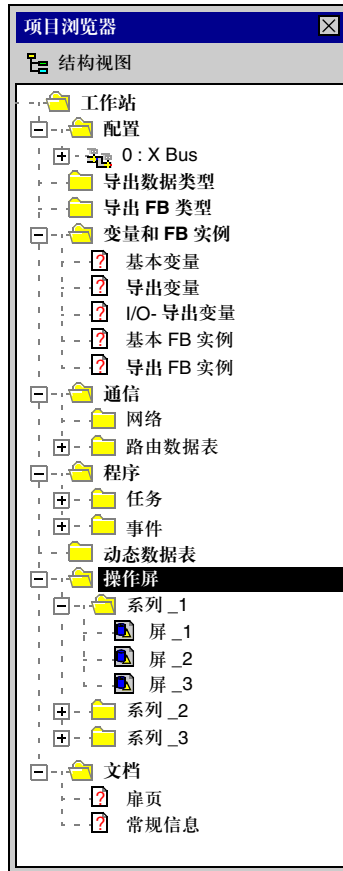 项目浏览器
结构视图
工作站
配置
0 : X Bus
导出数据类型
导出 FB 类型
变量和 FB 实例
基本变量
导出变量
I/O- 导出变量
基本 FB 实例
导出 FB 实例
通信
网络
路由数据表
程序
任务
事件
动态数据表
操作屏
系列 _1
屏 _1
屏 _2
屏 _3
系列 _2
系列 _3
文档
扉页
常规信息